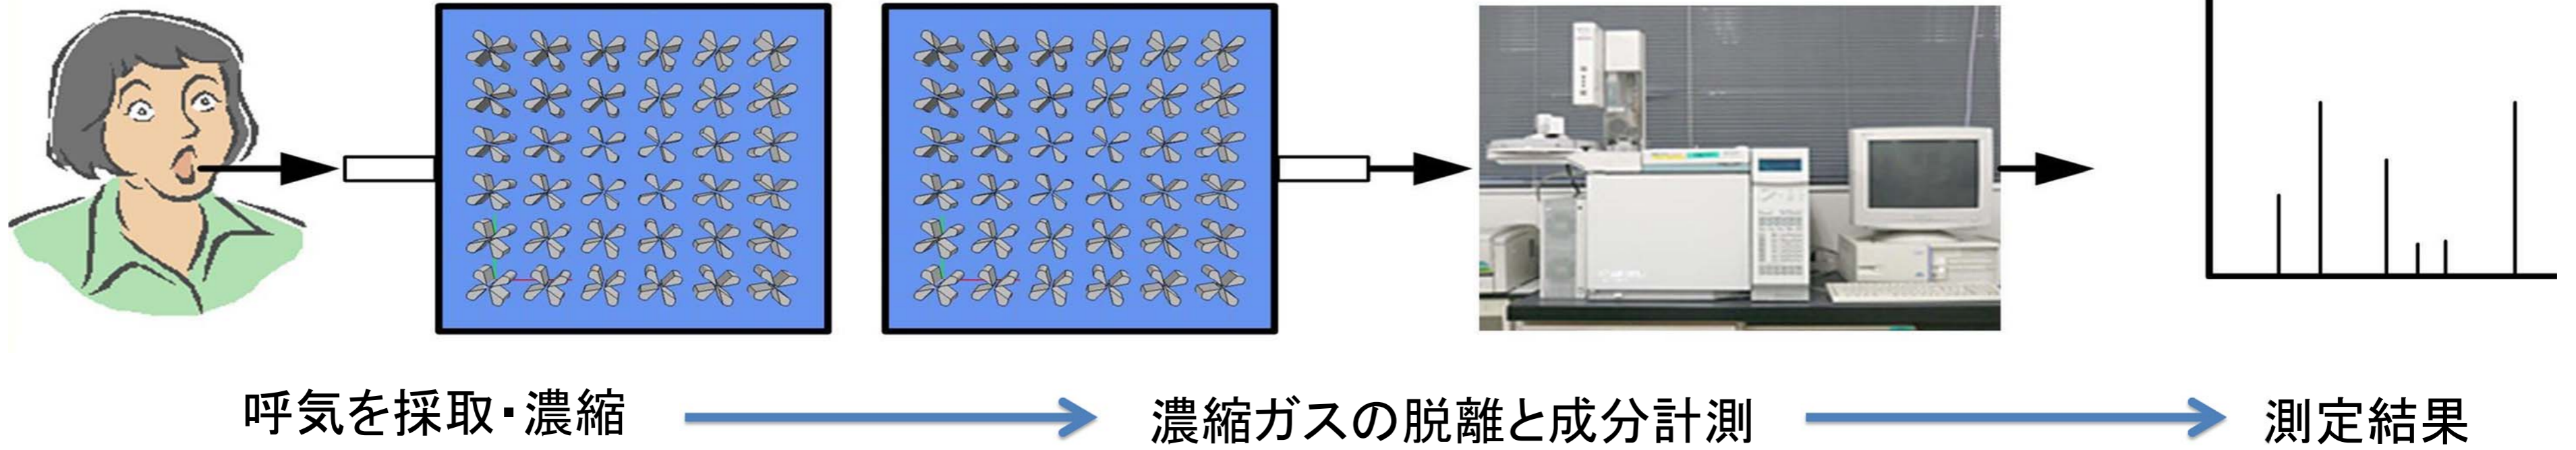 呼気を採取・濃縮
濃縮ガスの脱離と成分計測
測定結果